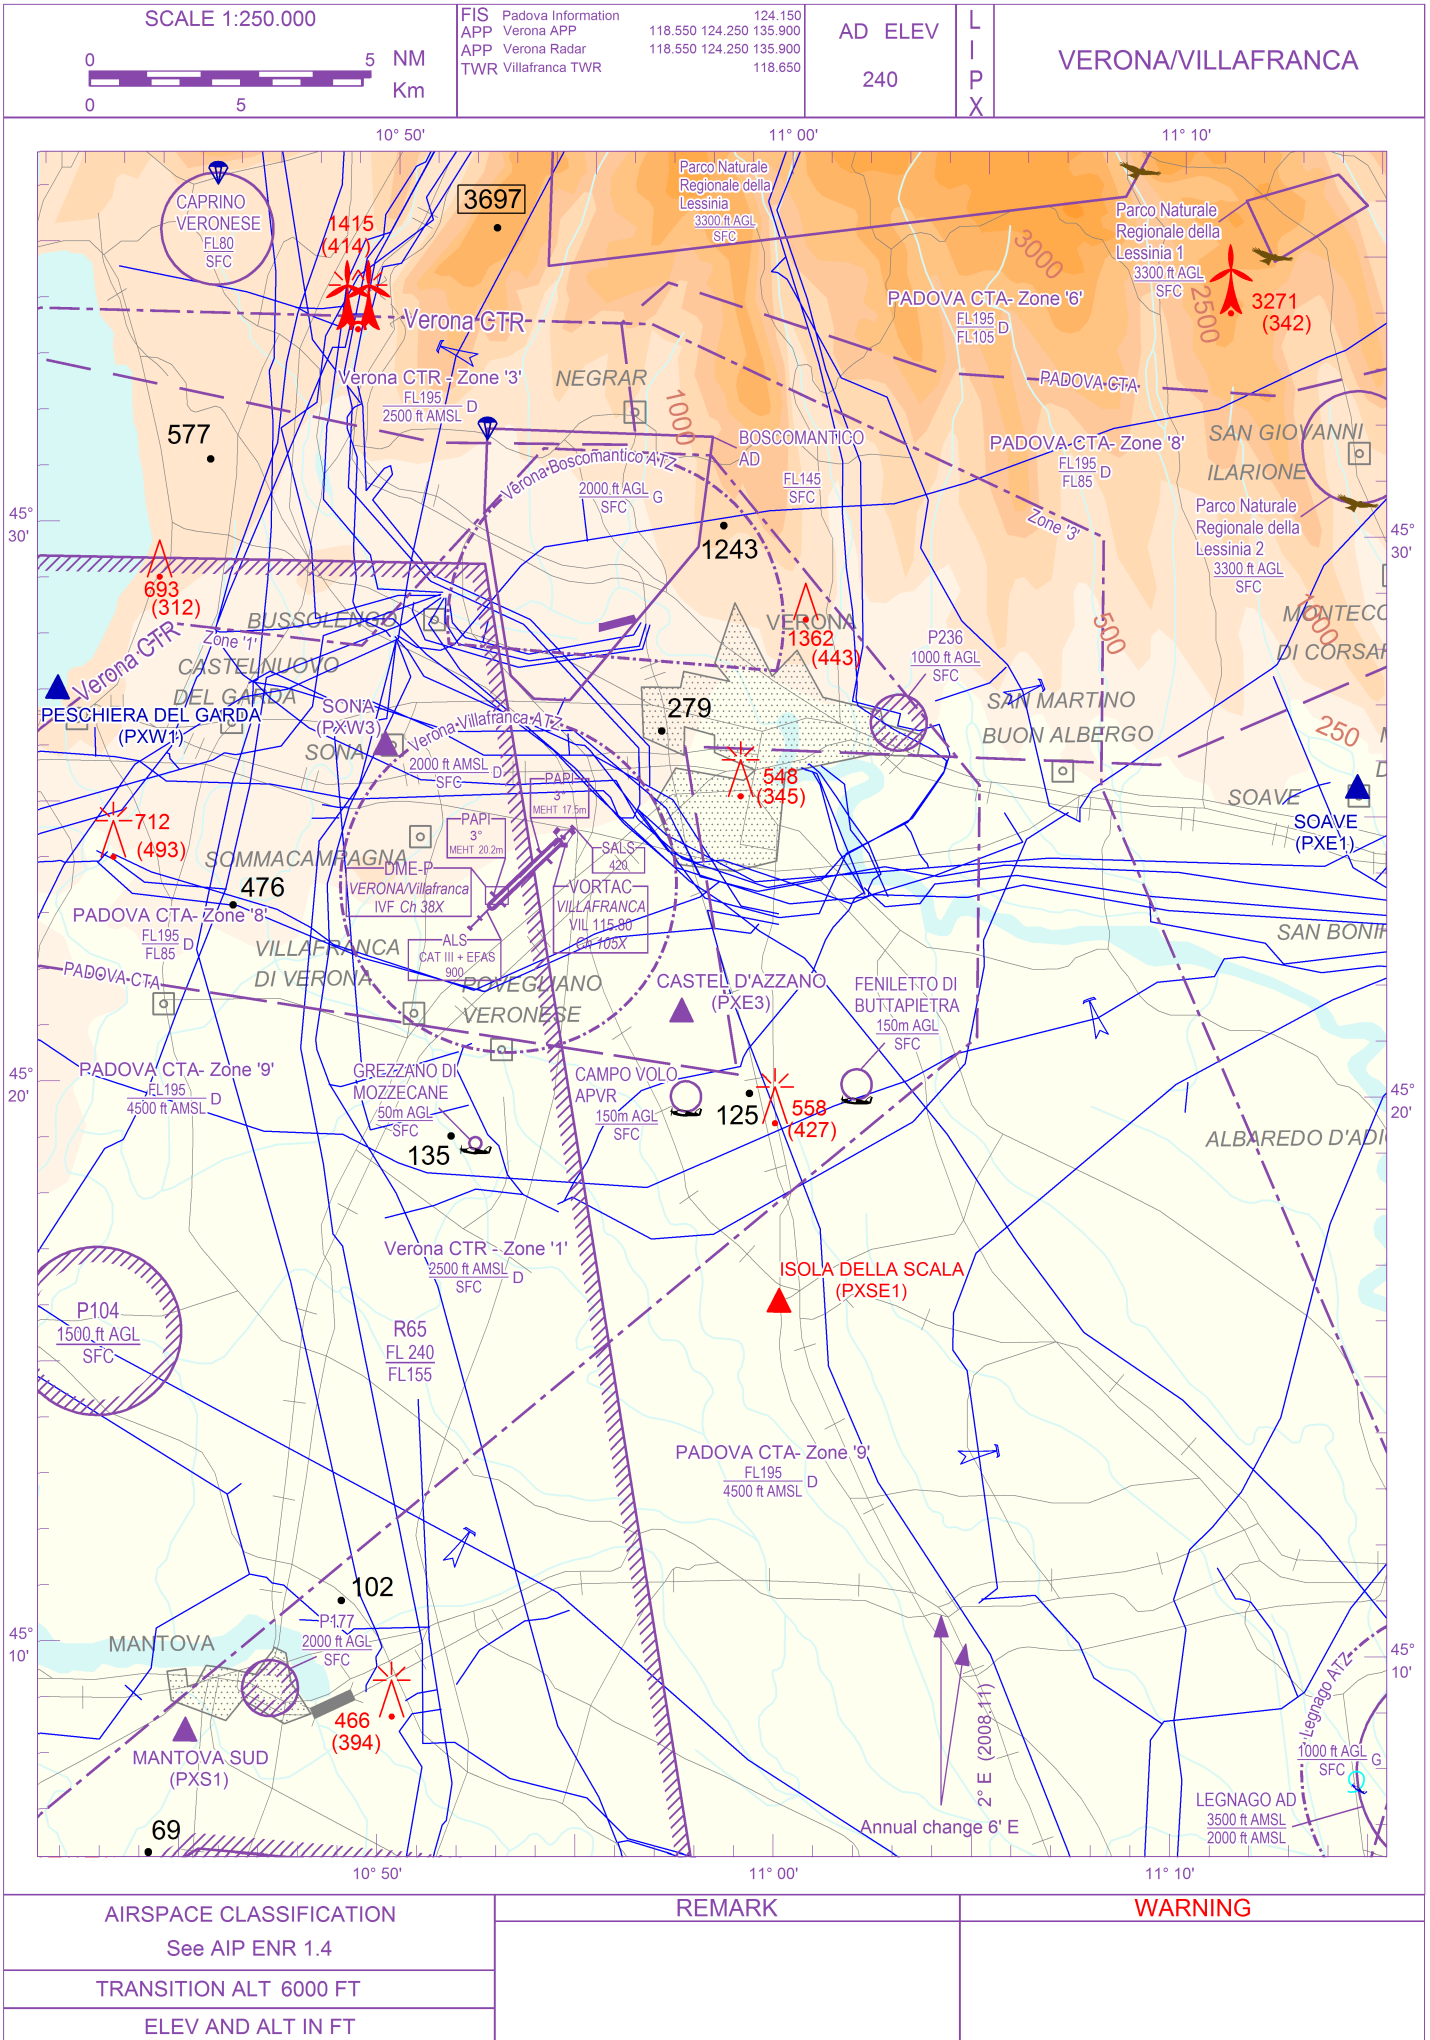 SCALE 1:250.000
0 5 NM
0 5 Km
FIS Padova Information 124.150
APP Verona APP 118.550 124.250 135.900
APP Verona Radar 118.550 124.250 135.900
TWR Villafranca TWR 118.650
AD ELEV
240
L
I
P
X
VERONA/VILLAFRANCA
10° 50'
11° 00'
11° 10'
CAPRINO
VERONESE
FL80
SFC
1415
(414)
3697
Parco Naturale
Regionale della
Lessinia
3300 ft AGL
SFC
3000
Parco Naturale
Regionale della
Lessinia 1
3300 ft AGL
SFC
2500
3271
(342)
PADOVA CTA- Zone '6'
FL195
FL105
D
Verona CTR
Verona CTR - Zone '3'
FL195
2500 ft AMSL
D
NEGRAR
1000
PADOVA CTA
577
BOSCOMANTICO
AD
FL145
SFC
PADOVA CTA- Zone '8'
FL195
FL85
D
SAN GIOVANNI
ILARIONE
Verona Boscomantico ATZ
2000 ft AGL
SFC
G
Zone '3'
Parco Naturale
Regionale della
Lessinia 2
3300 ft AGL
SFC
45°
30'
45°
30'
1243
693
(312)
BUSSOLENGO
VERONA
1362
(443)
P236
1000 ft AGL
SFC
500
1000
MONTECC
DI CORSAR
Verona CTR
Zone '1'
CASTELNUOVO
DEL GARDA
SONA
(PXW3)
279
SAN MARTINO
BUON ALBERGO
250
PESCHIERA DEL GARDA
(PXW1)
SONA
Verona Villafranca ATZ
2000 ft AMSL
SFC
D
PAPI
3°
MEHT 17.5m
548
(345)
SOAVE
SOAVE
(PXE1)
712
(493)
PAPI
3°
MEHT 20.2m
SOMMACAMPAGNA
SALS
420
476
DME-P
VERONA/Villafranca
IVF Ch 38X
VORTAC
VILLAFRANCA
VIL 115.80
Ch 105X
PADOVA CTA- Zone '8'
FL195
FL85
D
VILLAFRANCA
DI VERONA
ALS
CAT III + EFAS
900
SAN BONIF
PADOVA CTA
POVEGLIANO
VERONESE
CASTEL D'AZZANO
(PXE3)
FENILETTO DI
BUTTAPIETRA
150m AGL
SFC
45°
20'
45°
20'
PADOVA CTA- Zone '9'
FL195
4500 ft AMSL
D
GREZZANO DI
MOZZECANE
50m AGL
SFC
CAMPO VOLO
APVR
150m AGL
SFC
125
558
(427)
135
ALBAREDO D'ADI
Verona CTR - Zone '1'
2500 ft AMSL
SFC
D
ISOLA DELLA SCALA
(PXSE1)
P104
1500 ft AGL
SFC
R65
FL 240
FL155
PADOVA CTA- Zone '9'
FL195
4500 ft AMSL
D
102
P177
2000 ft AGL
SFC
MANTOVA
45°
10'
45°
10'
466
(394)
MANTOVA SUD
(PXS1)
2° E (2008.11)
Annual change 6' E
Legnago ATZ
1000 ft AGL
SFC
G
LEGNAGO AD
3500 ft AMSL
2000 ft AMSL
69
10° 50'
11° 00'
11° 10'
AIRSPACE CLASSIFICATION
See AIP ENR 1.4
TRANSITION ALT 6000 FT
ELEV AND ALT IN FT
REMARK
WARNING